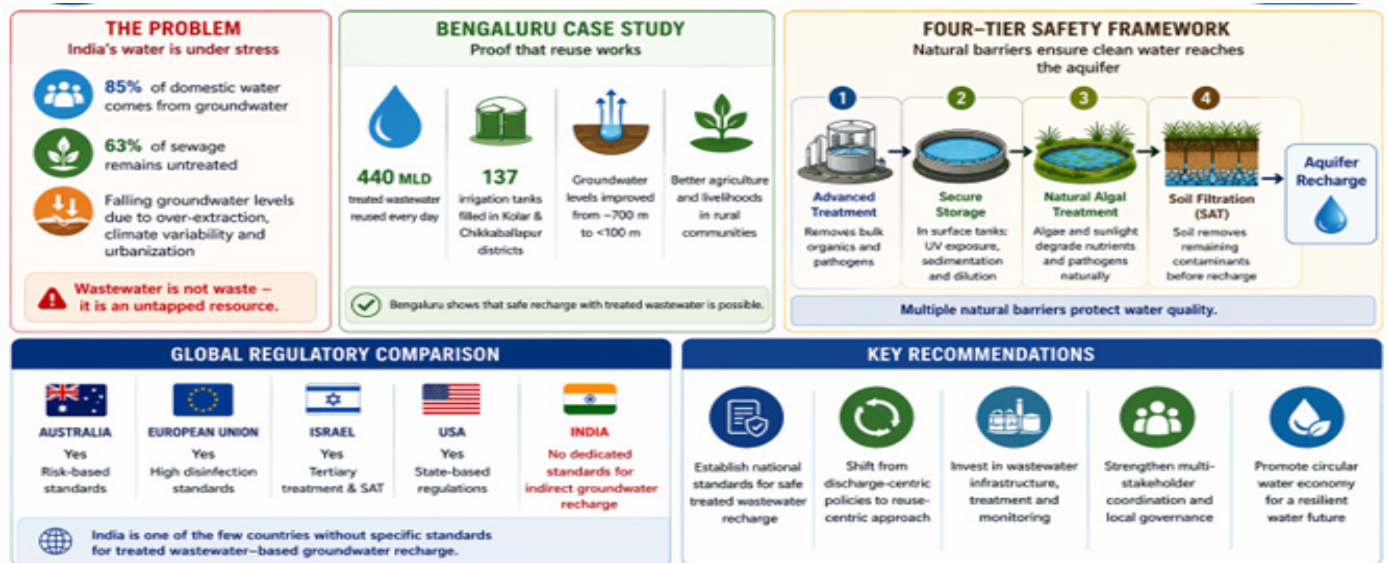 THE PROBLEM
India's water is under stress
85% of domestic water
comes from groundwater
63% of sewage
remains untreated
Falling groundwater levels
due to over-extraction,
climate variability and
urbanization
Wastewater is not waste –
it is an untapped resource.
BENGALURU CASE STUDY
Proof that reuse works
440 MLD
treated wastewater
reused every day
137
irrigation tanks
filled in Kolar &
Chikkaballapur
districts
Groundwater
levels improved
from ~700 m
to <100 m
Better agriculture
and livelihoods
in rural
communities
Bengaluru shows that safe recharge with treated wastewater is possible.
FOUR–TIER SAFETY FRAMEWORK
Natural barriers ensure clean water reaches
the aquifer
1
Advanced
Treatment
Removes bulk
organics and
pathogens
2
Secure
Storage
In surface tanks:
UV exposure,
sedimentation
and dilution
3
Natural Algal
Treatment
Algae and sunlight
degrade nutrients
and pathogens
naturally
4
Soil Filtration
(SAT)
Soil removes
remaining
contaminants
before recharge
Aquifer
Recharge
Multiple natural barriers protect water quality.
GLOBAL REGULATORY COMPARISON
AUSTRALIA
Yes
Risk-based
standards
EUROPEAN UNION
Yes
High disinfection
standards
ISRAEL
Yes
Tertiary
treatment & SAT
USA
Yes
State-based
regulations
INDIA
No dedicated
standards for
indirect groundwater
recharge
India is one of the few countries without specific standards
for treated wastewater–based groundwater recharge.
KEY RECOMMENDATIONS
Establish national
standards for safe
treated wastewater
recharge
Shift from
discharge-centric
policies to reuse-
centric approach
Invest in wastewater
infrastructure,
treatment and
monitoring
Strengthen multi-
stakeholder
coordination and
local governance
Promote circular
water economy
for a resilient
water future